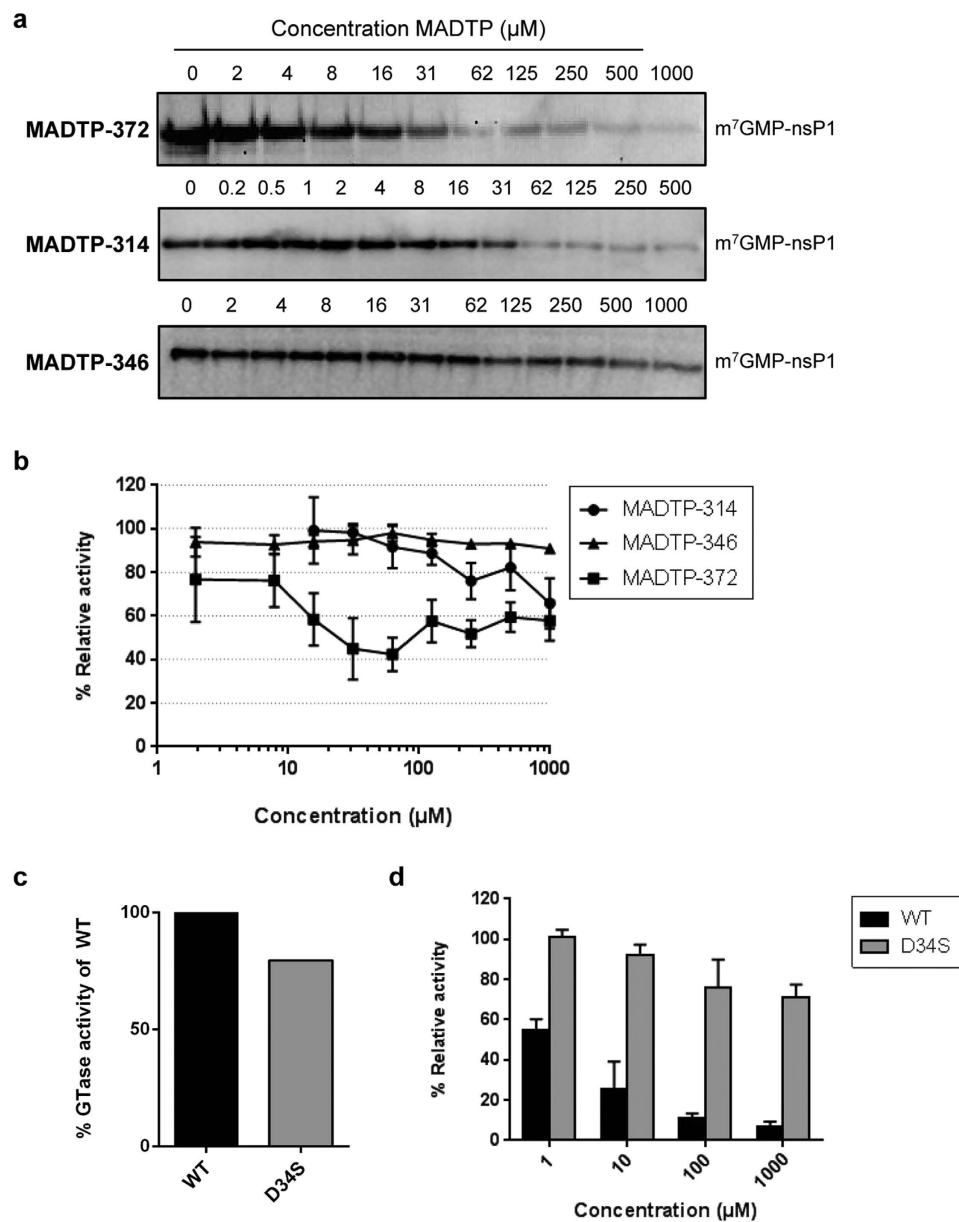 a
Concentration MADTP (µM)
0 2 4 8 16 31 62 125 250 500 1000
MADTP-372
m⁷GMP-nsP1
0 0.2 0.5 1 2 4 8 16 31 62 125 250 500
MADTP-314
m⁷GMP-nsP1
0 2 4 8 16 31 62 125 250 500 1000
MADTP-346
m⁷GMP-nsP1
b
120
100
80
60
40
20
0
% Relative activity
1 10 100 1000
Concentration (µM)
MADTP-314
MADTP-346
MADTP-372
c
% GTase activity of WT
100
50
0
WT
D34S
d
% Relative activity
120
100
80
60
40
20
0
1 10 100 1000
Concentration (µM)
WT
D34S